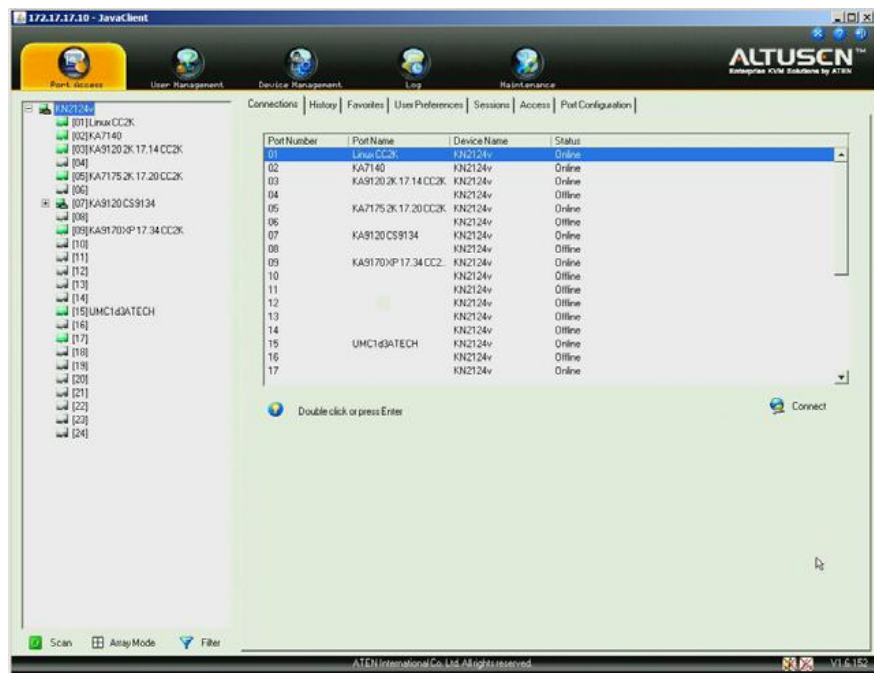 172.17.17.10 - JavaClient
ALTUSEN™
Enterprise KVM Solutions by ATEN
Port Access User Management Device Management Log Maintenance
Connections History Favorites User Preferences Sessions Access Port Configuration
KN2124v
[01]Linux CC2K
[02]KA7140
[03]KA9120 2K 17.14 CC2K
[04]
[05]KA7175 2K 17.20 CC2K
[06]
[07]KA9120 CS9134
[08]
[09]KA9170XP 17.34 CC2K
[10]
[11]
[12]
[13]
[14]
[15]UMC1d3ATECH
[16]
[17]
[18]
[19]
[20]
[21]
[22]
[23]
[24]
Port Number Port Name Device Name Status
01 Linux CC2K KN2124v Online
02 KA7140 KN2124v Online
03 KA9120 2K 17.14 CC2K KN2124v Online
04 KN2124v Offline
05 KA7175 2K 17.20 CC2K KN2124v Online
06 KN2124v Offline
07 KA9120 CS9134 KN2124v Online
08 KN2124v Offline
09 KA9170XP 17.34 CC2... KN2124v Online
10 KN2124v Offline
11 KN2124v Offline
12 KN2124v Offline
13 KN2124v Offline
14 KN2124v Offline
15 UMC1d3ATECH KN2124v Online
16 KN2124v Offline
17 KN2124v Online
Double click or press Enter
Connect
Scan Array Mode Filter
ATEN International Co. Ltd. All rights reserved.
V1.6.152